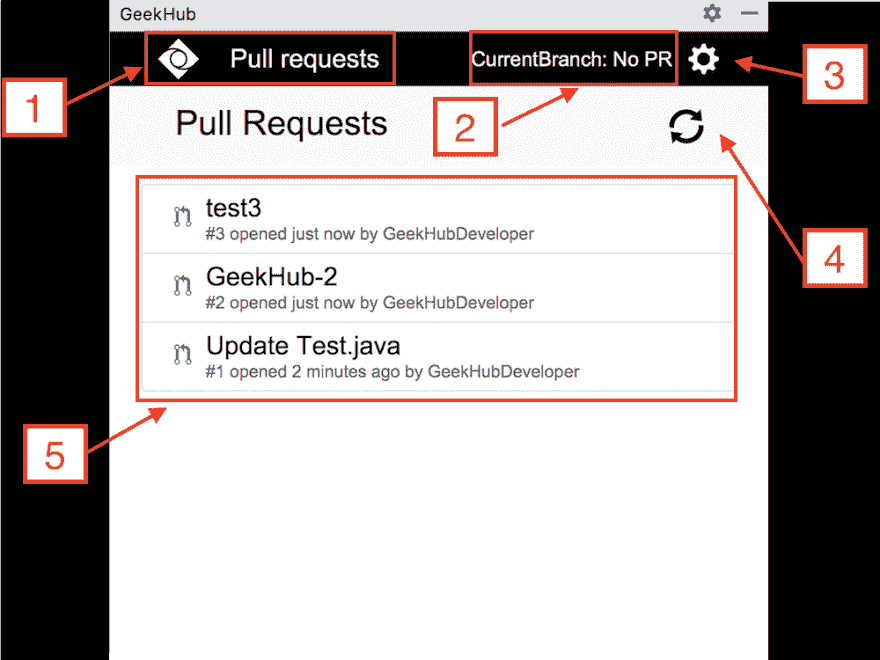 GeekHub
Pull requests
CurrentBranch: No PR
1
2
3
Pull Requests
4
test3
#3 opened just now by GeekHubDeveloper
GeekHub-2
#2 opened just now by GeekHubDeveloper
Update Test.java
#1 opened 2 minutes ago by GeekHubDeveloper
5